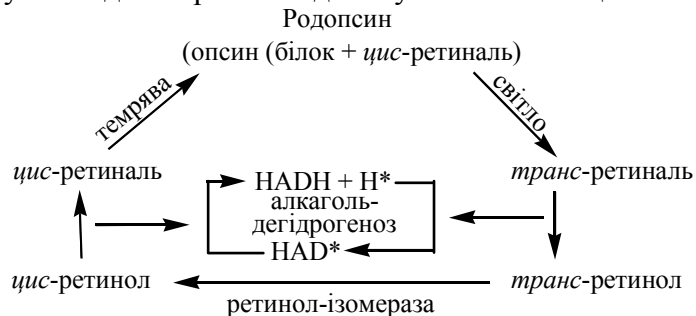 Родопсин
(опсин (білок + цис-ретиналь)
темрява
світло
цис-ретиналь
НАDН + Н*
транс-ретиналь
алкаголь-
дегідрогеноз
НАD*
цис-ретинол
транс-ретинол
ретинол-ізомераза